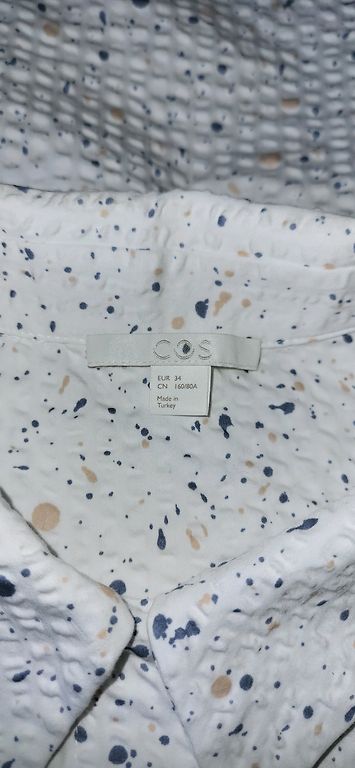 COS
EUR 34
CN 160/80A
Made in
Turkey